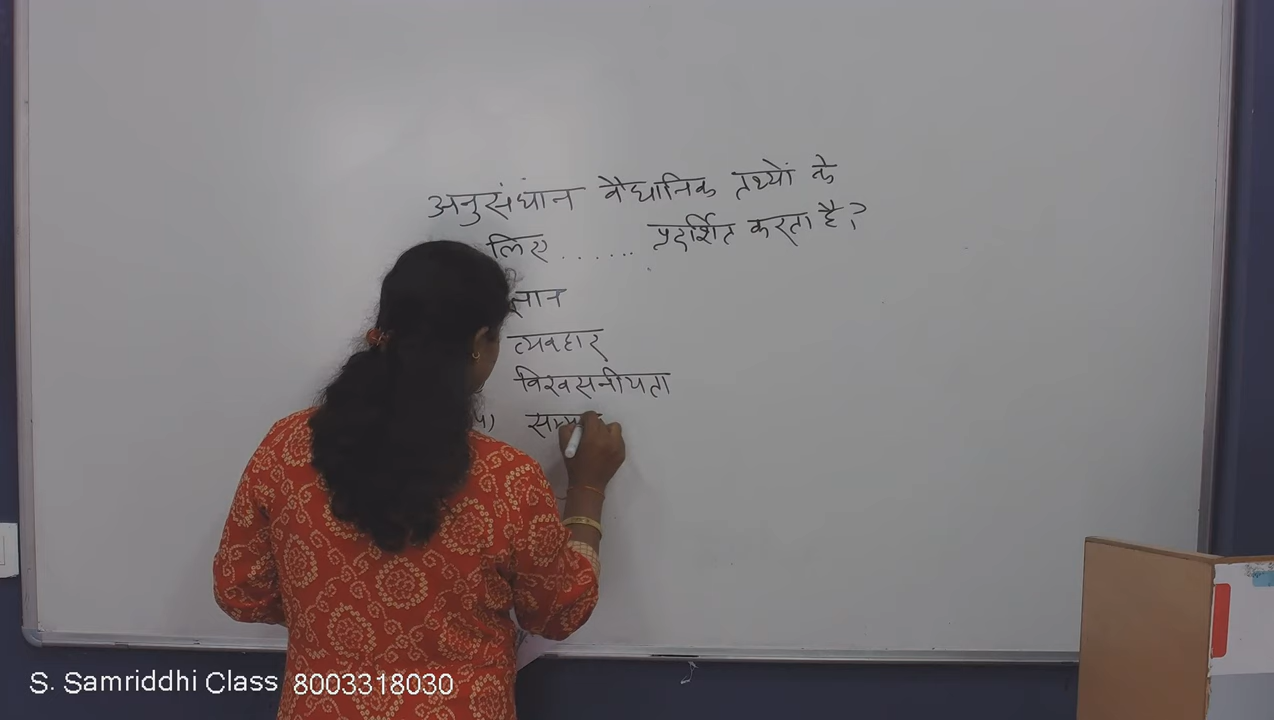 अनुसंधान वैधानिक तथ्यों के
लिए ...... प्रदर्शित करता है?
ज्ञान
व्यवहार
विश्वसनीयता
S. Samriddhi Class 8003318030